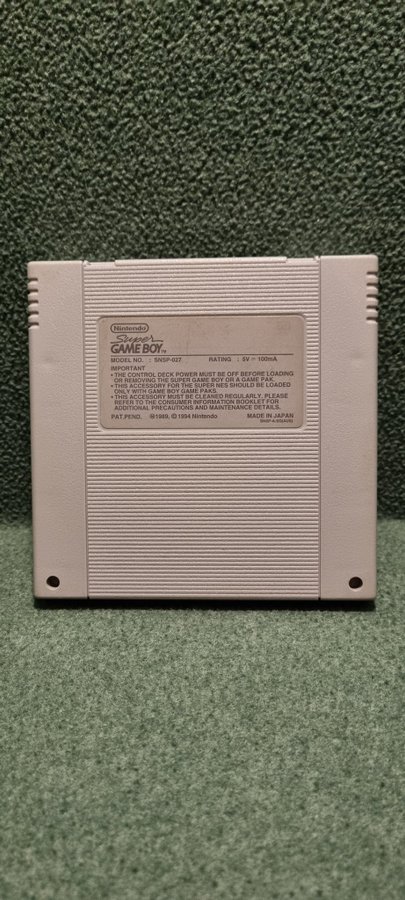 Nintendo
Super
GAME BOY™
MODEL NO. : SNSP-027 RATING : 5V ⎓ 100mA
IMPORTANT
• THE CONTROL DECK POWER MUST BE OFF BEFORE LOADING
OR REMOVING THE SUPER GAME BOY OR A GAME PAK.
• THIS ACCESSORY FOR THE SUPER NES SHOULD BE LOADED
ONLY WITH GAME BOY GAME PAKS.
• THIS ACCESSORY MUST BE CLEANED REGULARLY. PLEASE
REFER TO THE CONSUMER INFORMATION BOOKLET FOR
ADDITIONAL PRECAUTIONS AND MAINTENANCE DETAILS.
PAT.PEND. Ⓜ1989, © 1994 Nintendo MADE IN JAPAN